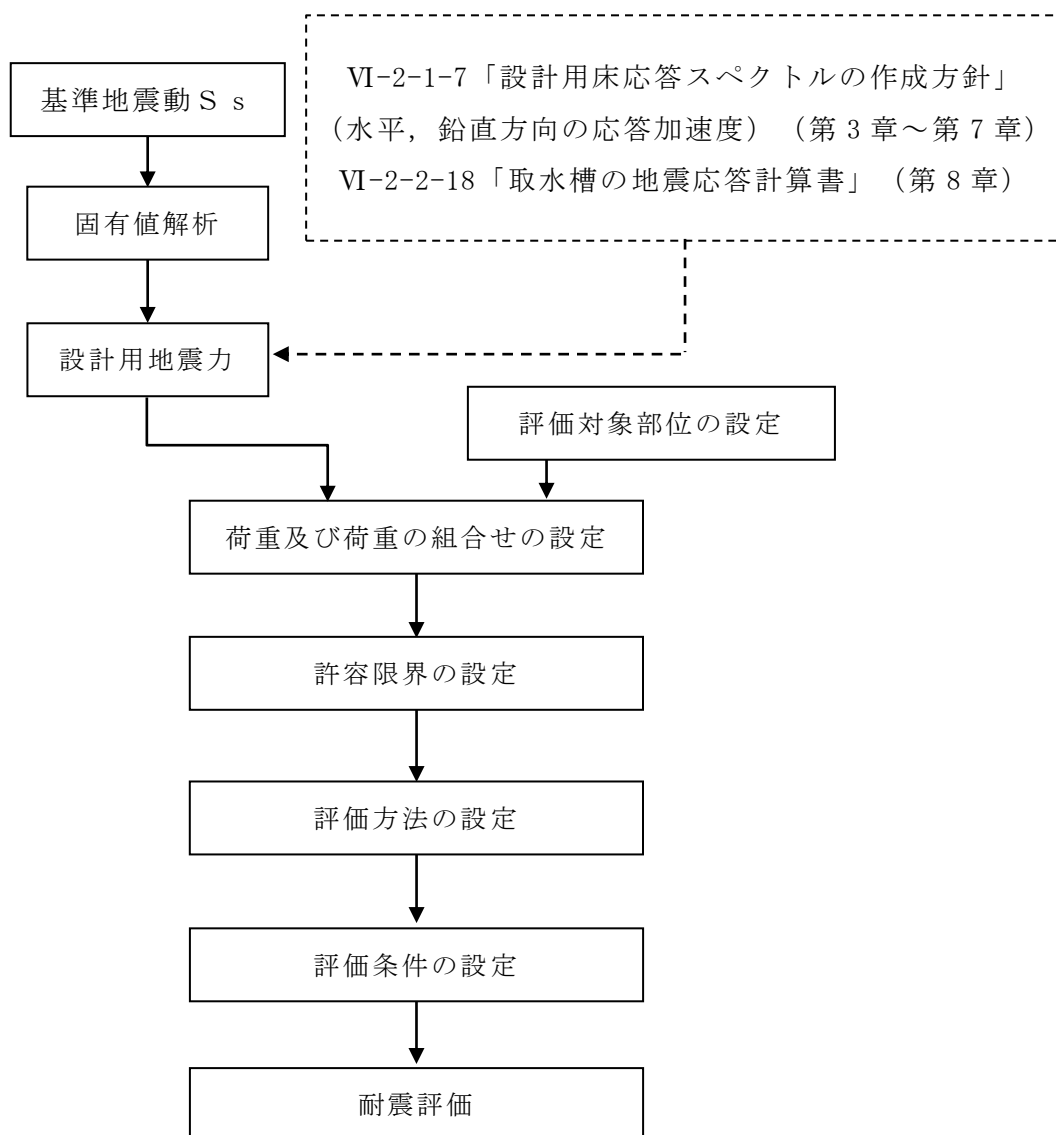 基準地震動Ｓｓ
Ⅵ-2-1-7「設計用床応答スペクトルの作成方針」
（水平，鉛直方向の応答加速度）（第3章～第7章）
Ⅵ-2-2-18「取水槽の地震応答計算書」（第8章）
固有値解析
設計用地震力
評価対象部位の設定
荷重及び荷重の組合せの設定
許容限界の設定
評価方法の設定
評価条件の設定
耐震評価